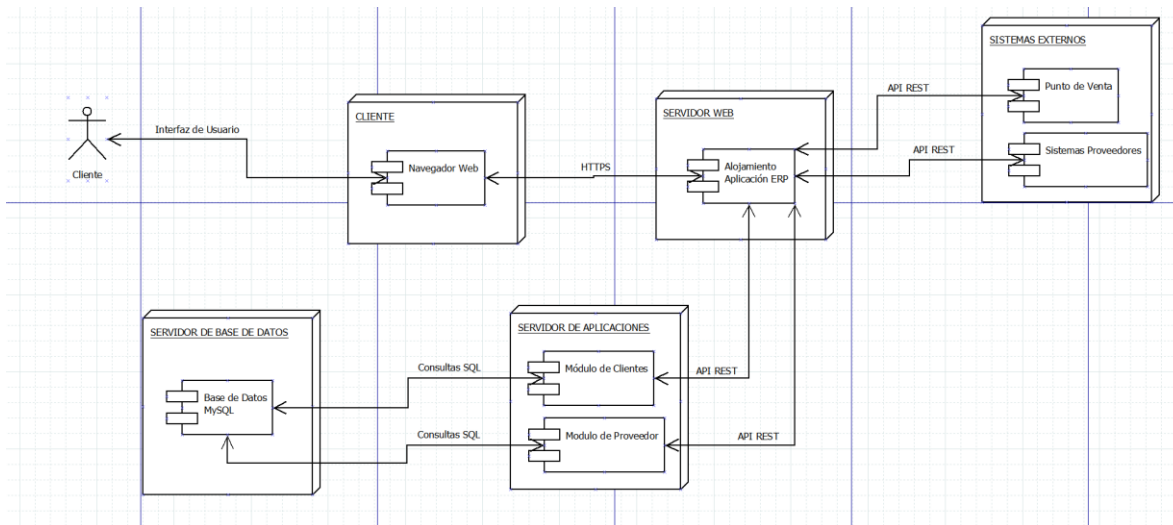 SISTEMAS EXTERNOS
Punto de Venta
API REST
Sistemas Proveedores
API REST
CLIENTE
SERVIDOR WEB
Interfaz de Usuario
Cliente
Navegador Web
HTTPS
Alojamiento
Aplicación ERP
SERVIDOR DE BASE DE DATOS
SERVIDOR DE APLICACIONES
Consultas SQL
Módulo de Clientes
API REST
Base de Datos
MySQL
Consultas SQL
Modulo de Proveedor
API REST